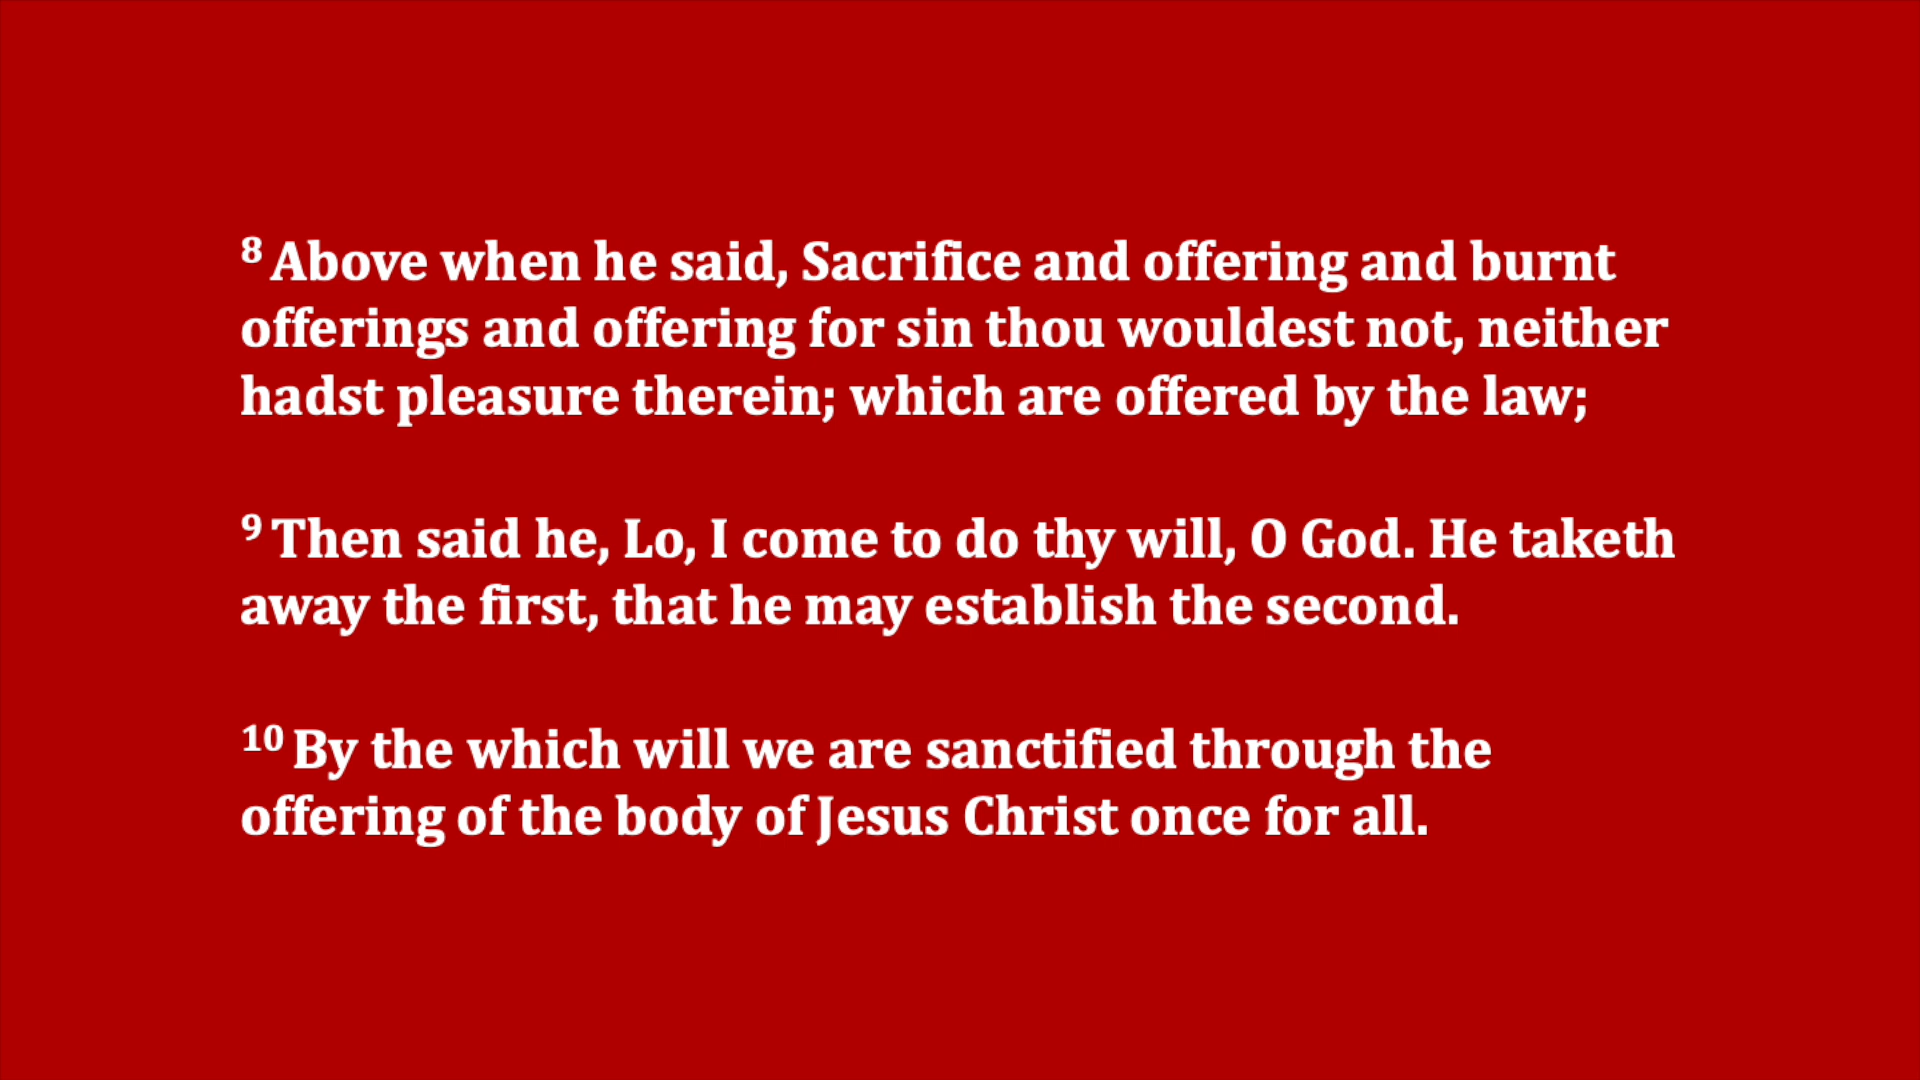 8 Above when he said, Sacrifice and offering and burnt
offerings and offering for sin thou wouldest not, neither
hadst pleasure therein; which are offered by the law;
9 Then said he, Lo, I come to do thy will, O God. He taketh
away the first, that he may establish the second.
10 By the which will we are sanctified through the
offering of the body of Jesus Christ once for all.